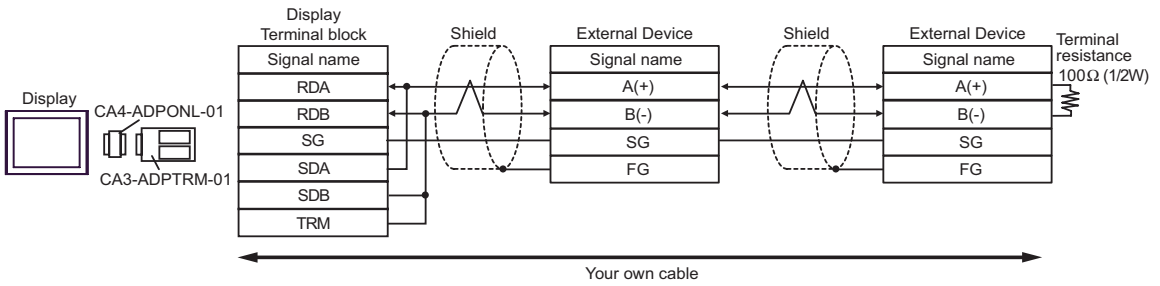 Display
Terminal block
Shield
External Device
Shield
External Device
Terminal
resistance
100Ω (1/2W)
Signal name
Signal name
Signal name
RDA
A(+)
A(+)
Display
CA4-ADPONL-01
RDB
B(-)
B(-)
SG
SG
SG
CA3-ADPTRM-01
SDA
FG
FG
SDB
TRM
Your own cable